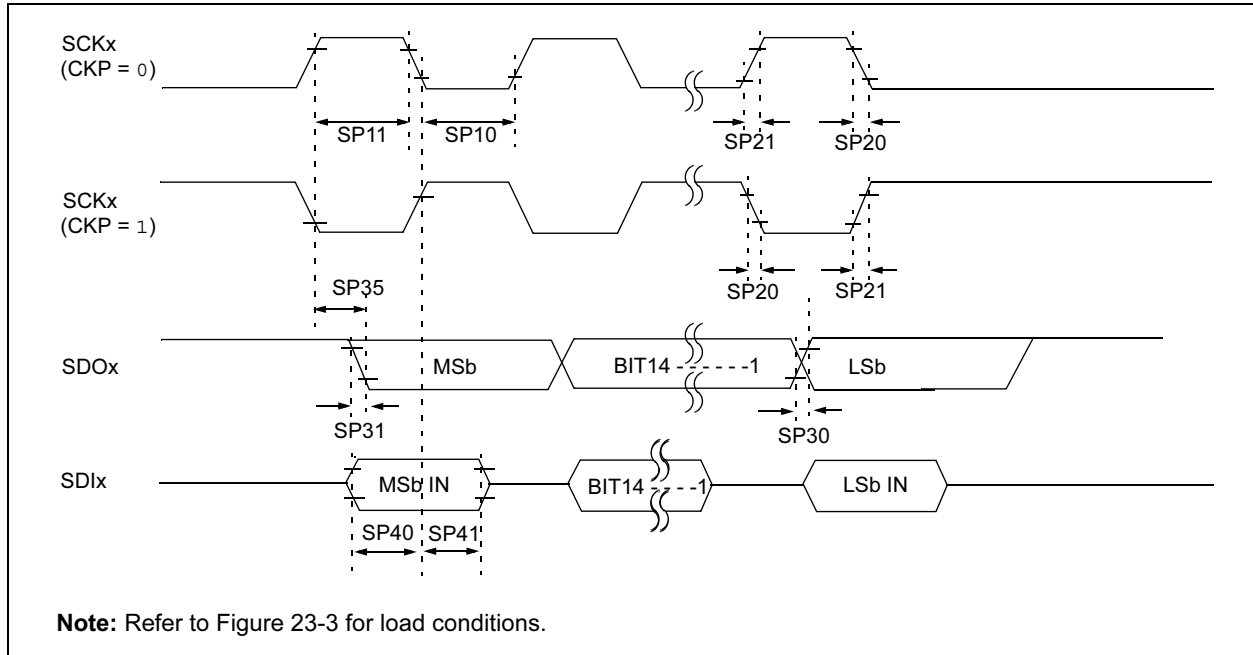 SCKx
(CKP = 0)
SP11
SP10
SP21
SP20
SCKx
(CKP = 1)
SP35
SP20
SP21
SDOx
MSb
BIT14 - - - - - -1
LSb
SP31
SP30
SDIx
MSb IN
BIT14 - - - -1
LSb IN
SP40
SP41
Note: Refer to Figure 23-3 for load conditions.